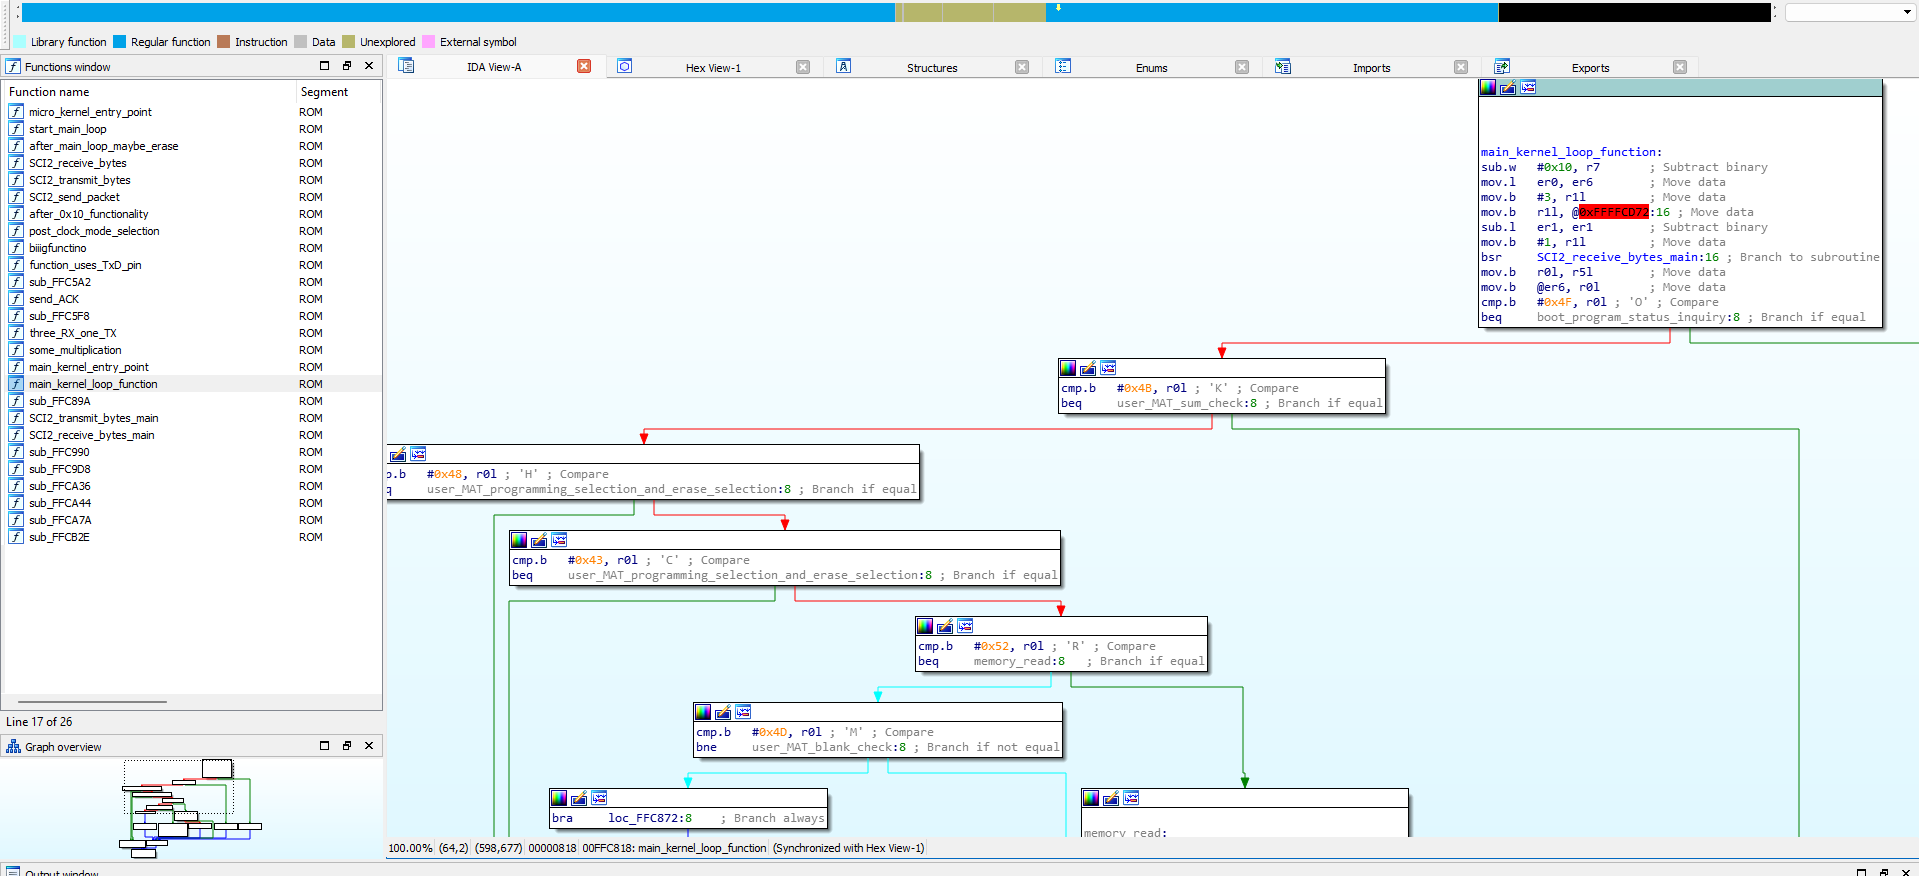 Library function Regular function Instruction Data Unexplored External symbol
Functions window
IDA View-A Hex View-1 Structures Enums Imports Exports
Function name Segment
micro_kernel_entry_point ROM
start_main_loop ROM
after_main_loop_maybe_erase ROM
SCI2_receive_bytes ROM
SCI2_transmit_bytes ROM
SCI2_send_packet ROM
after_0x10_functionality ROM
post_clock_mode_selection ROM
biiigfunctino ROM
function_uses_TxD_pin ROM
sub_FFC5A2 ROM
send_ACK ROM
sub_FFC5F8 ROM
three_RX_one_TX ROM
some_multiplication ROM
main_kernel_entry_point ROM
main_kernel_loop_function ROM
sub_FFC89A ROM
SCI2_transmit_bytes_main ROM
SCI2_receive_bytes_main ROM
sub_FFC990 ROM
sub_FFC9D8 ROM
sub_FFCA36 ROM
sub_FFCA44 ROM
sub_FFCA7A ROM
sub_FFCB2E ROM
Line 17 of 26
Graph overview
main_kernel_loop_function:
sub.w #0x10, r7 ; Subtract binary
mov.l er0, er6 ; Move data
mov.b #3, r1l ; Move data
mov.b r1l, @0xFFFFCD72:16 ; Move data
sub.l er1, er1 ; Subtract binary
mov.b #1, r1l ; Move data
bsr SCI2_receive_bytes_main:16 ; Branch to subroutine
mov.b r0l, r5l ; Move data
mov.b @er6, r0l ; Move data
cmp.b #0x4F, r0l ; 'O' ; Compare
beq boot_program_status_inquiry:8 ; Branch if equal
cmp.b #0x4B, r0l ; 'K' ; Compare
beq user_MAT_sum_check:8 ; Branch if equal
p.b #0x48, r0l ; 'H' ; Compare
q user_MAT_programming_selection_and_erase_selection:8 ; Branch if equal
cmp.b #0x43, r0l ; 'C' ; Compare
beq user_MAT_programming_selection_and_erase_selection:8 ; Branch if equal
cmp.b #0x52, r0l ; 'R' ; Compare
beq memory_read:8 ; Branch if equal
cmp.b #0x4D, r0l ; 'M' ; Compare
bne user_MAT_blank_check:8 ; Branch if not equal
bra loc_FFC872:8 ; Branch always
memory_read:
100.00% (64,2) (598,677) 00000818 00FFC818: main_kernel_loop_function (Synchronized with Hex View-1)
Output window